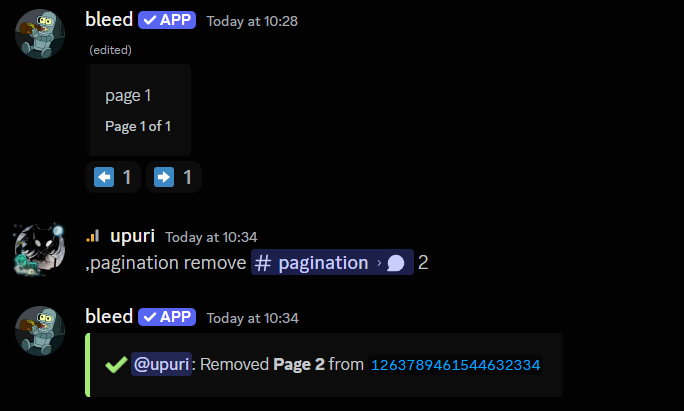 bleed ✓ APP Today at 10:28
(edited)
page 1
Page 1 of 1
1 1
upuri Today at 10:34
,pagination remove # pagination › 2
bleed ✓ APP Today at 10:34
@upuri: Removed Page 2 from 1263789461544632334